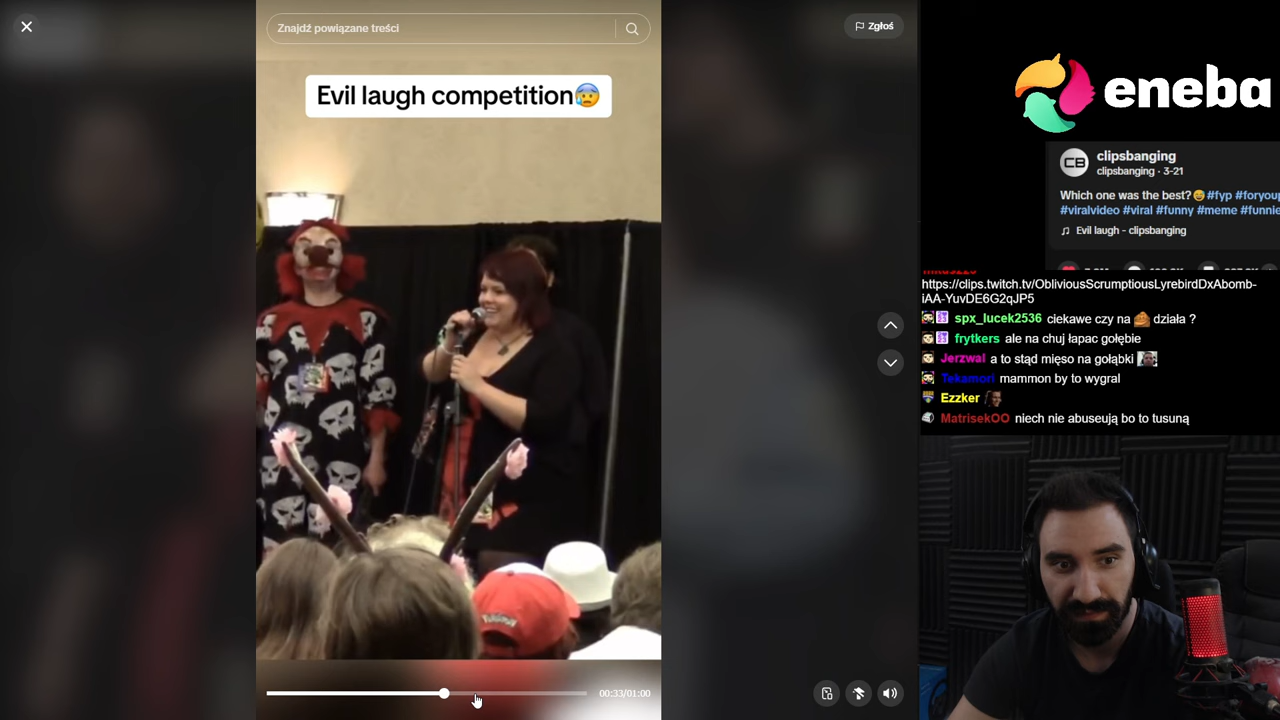 Znajdź powiązane treści
Zgłoś
Evil laugh competition😰
00:33/01:00
eneba
CB
clipsbanging
clipsbanging · 3-21
Which one was the best?😅 #fyp #foryou
#viralvideo #viral #funny #meme #funnie
Evil laugh - clipsbanging
https://clips.twitch.tv/ObliviousScrumptiousLyrebirdDxAbomb-
iAA-YuvDE6G2qJP5
spx_lucek2536 ciekawe czy na działa ?
frytkers ale na chuj łapac gołębie
Jerzwal a to stąd mięso na gołąbki
Tekamori mammon by to wygral
Ezzker
MatrisekOO niech nie abuseują bo to tusuną